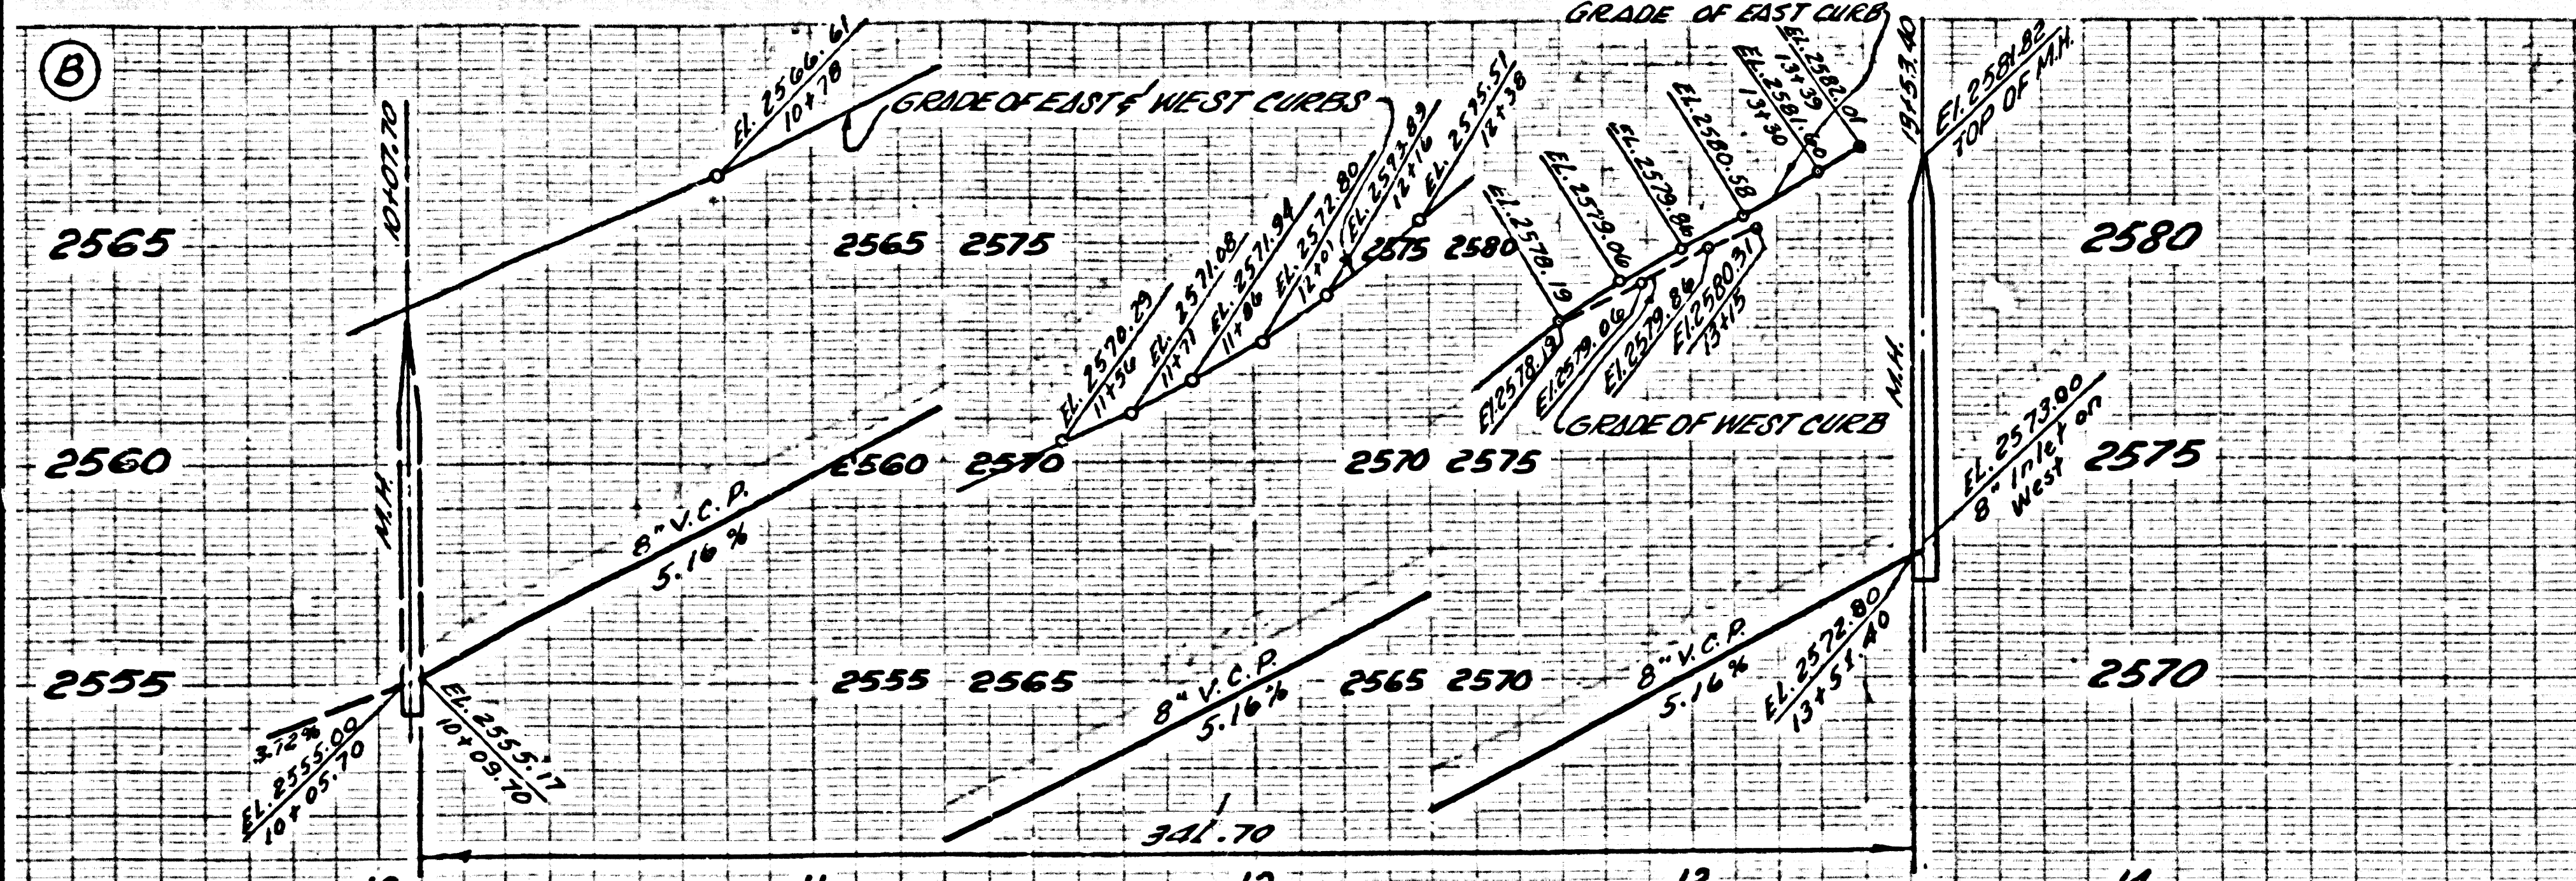 B
GRADE OF EAST CURB
EL. 2566.61
10+78
GRADE OF EAST & WEST CURBS
10+07.70
M.H.
EL. 2570.29
11+56
EL. 2571.08
11+71
EL. 2571.94
11+86
EL. 2572.80
12+01
EL. 2573.89
12+16
EL. 2575.51
12+38
EL. 2578.19
EL. 2579.06
EL. 2579.86
EL. 2580.58
EL. 2581.60
13+30
EL. 2582.01
13+39
13+53.40
M.H.
El. 2581.82
TOP OF M.H.
2565
2565
2575
2575
2580
2580
El. 2578.19
El. 2579.06
El. 2579.86
El. 2580.31
13+15
GRADE OF WEST CURB
2560
2560
2570
2570
2575
2575
EL. 2573.00
8" Inlet on
West
8" V.C.P.
5.16 %
2555
2555
2565
2565
2570
2570
8" V.C.P.
5.16 %
8" V.C.P.
5.16 %
EL. 2572.80
13+51.40
3.72%
EL. 2555.00
10+05.70
EL. 2555.17
10+09.70
341.70